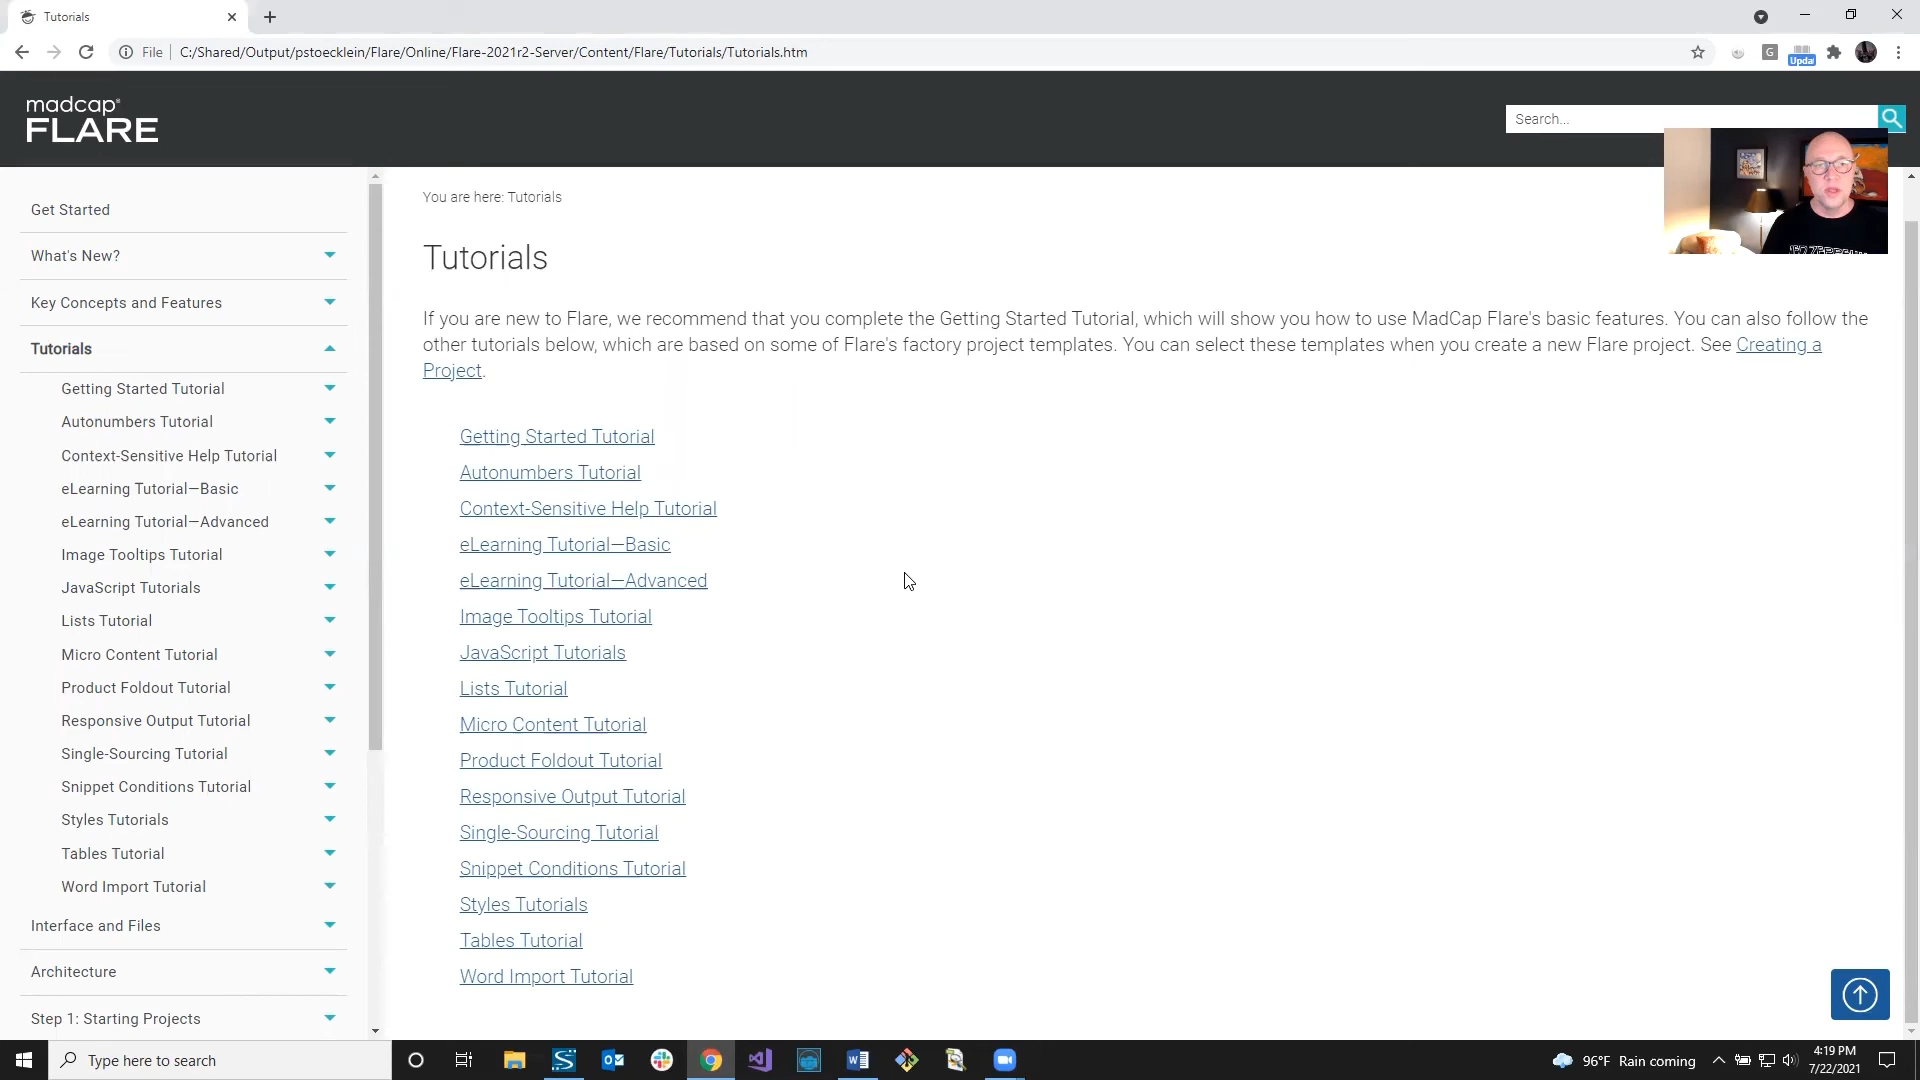 Tutorials
File
C:/Shared/Output/pstoecklein/Flare/Online/Flare-2021r2-Server/Content/Flare/Tutorials/Tutorials.htm
G
Upda
madcap®
FLARE
Search...
Get Started
What's New?
Key Concepts and Features
Tutorials
Getting Started Tutorial
Autonumbers Tutorial
Context-Sensitive Help Tutorial
eLearning Tutorial—Basic
eLearning Tutorial—Advanced
Image Tooltips Tutorial
JavaScript Tutorials
Lists Tutorial
Micro Content Tutorial
Product Foldout Tutorial
Responsive Output Tutorial
Single-Sourcing Tutorial
Snippet Conditions Tutorial
Styles Tutorials
Tables Tutorial
Word Import Tutorial
Interface and Files
Architecture
Step 1: Starting Projects
You are here: Tutorials
Tutorials
If you are new to Flare, we recommend that you complete the Getting Started Tutorial, which will show you how to use MadCap Flare's basic features. You can also follow the
other tutorials below, which are based on some of Flare's factory project templates. You can select these templates when you create a new Flare project. See Creating a
Project.
Getting Started Tutorial
Autonumbers Tutorial
Context-Sensitive Help Tutorial
eLearning Tutorial—Basic
eLearning Tutorial—Advanced
Image Tooltips Tutorial
JavaScript Tutorials
Lists Tutorial
Micro Content Tutorial
Product Foldout Tutorial
Responsive Output Tutorial
Single-Sourcing Tutorial
Snippet Conditions Tutorial
Styles Tutorials
Tables Tutorial
Word Import Tutorial
Type here to search
96°F Rain coming
4:19 PM
7/22/2021